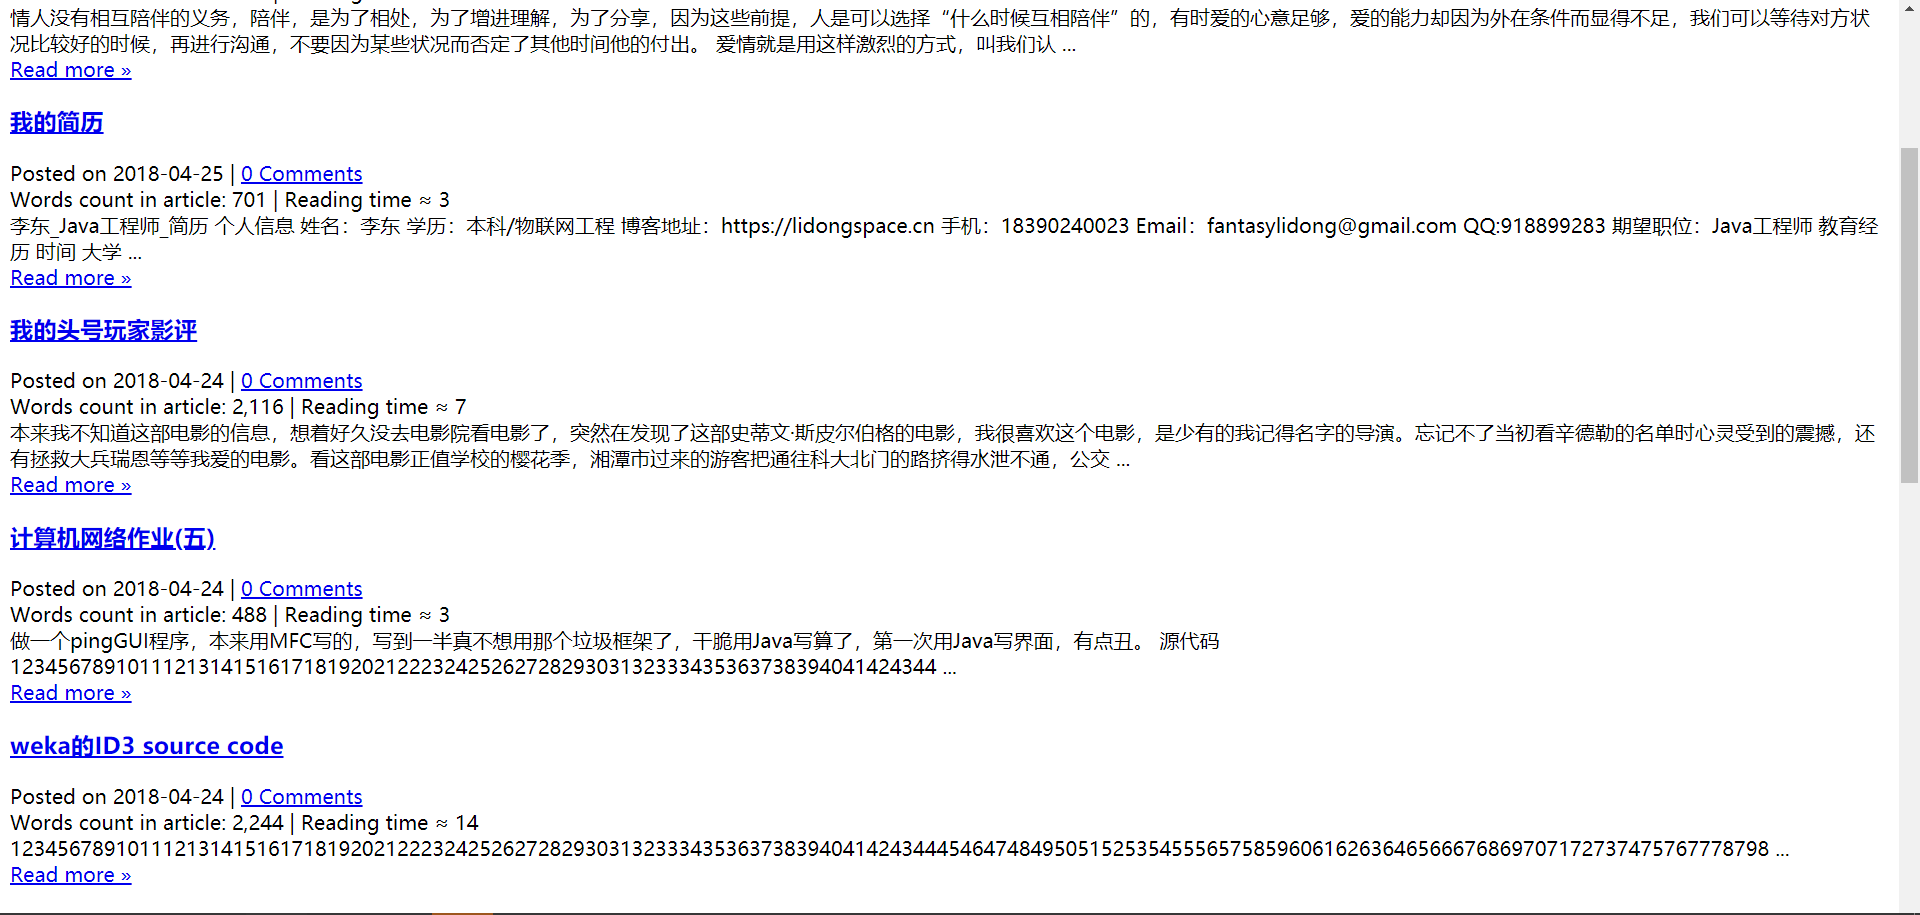 情人没有相互陪伴的义务，陪伴，是为了相处，为了增进理解，为了分享，因为这些前提，人是可以选择“什么时候互相陪伴”的，有时爱的心意足够，爱的能力却因为外在条件而显得不足，我们可以等待对方状
况比较好的时候，再进行沟通，不要因为某些状况而否定了其他时间他的付出。 爱情就是用这样激烈的方式，叫我们认 ...
Read more »
我的简历
Posted on 2018-04-25 | 0 Comments
Words count in article: 701 | Reading time ≈ 3
李东_Java工程师_简历 个人信息 姓名：李东 学历：本科/物联网工程 博客地址：https://lidongspace.cn 手机：18390240023 Email：fantasylidong@gmail.com QQ:918899283 期望职位：Java工程师 教育经
历 时间 大学 ...
Read more »
我的头号玩家影评
Posted on 2018-04-24 | 0 Comments
Words count in article: 2,116 | Reading time ≈ 7
本来我不知道这部电影的信息，想着好久没去电影院看电影了，突然在发现了这部史蒂文·斯皮尔伯格的电影，我很喜欢这个电影，是少有的我记得名字的导演。忘记不了当初看辛德勒的名单时心灵受到的震撼，还
有拯救大兵瑞恩等等我爱的电影。看这部电影正值学校的樱花季，湘潭市过来的游客把通往科大北门的路挤得水泄不通，公交 ...
Read more »
计算机网络作业(五)
Posted on 2018-04-24 | 0 Comments
Words count in article: 488 | Reading time ≈ 3
做一个pingGUI程序，本来用MFC写的，写到一半真不想用那个垃圾框架了，干脆用Java写算了，第一次用Java写界面，有点丑。 源代码
1234567891011121314151617181920212223242526272829303132333435363738394041424344 ...
Read more »
weka的ID3 source code
Posted on 2018-04-24 | 0 Comments
Words count in article: 2,244 | Reading time ≈ 14
12345678910111213141516171819202122232425262728293031323334353637383940414243444546474849505152535455565758596061626364656667686970717273747576777 8798 ...
Read more »